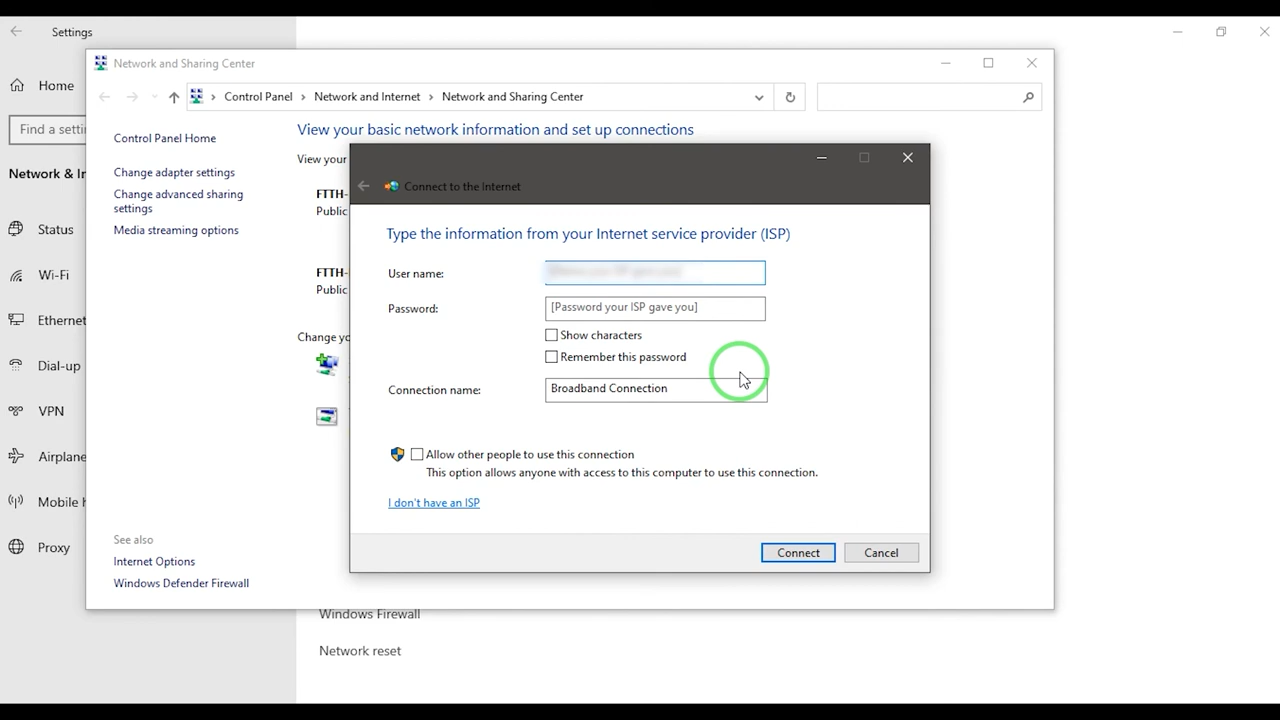 Settings
Network and Sharing Center
Home
Control Panel > Network and Internet > Network and Sharing Center
Find a setti
Control Panel Home
View your basic network information and set up connections
View your
Network & In
Change adapter settings
Change advanced sharing
settings
Media streaming options
FTTH-
Public
FTTH-
Public
Change yo
Status
Wi-Fi
Ethernet
Dial-up
VPN
Airplane
Mobile h
Proxy
See also
Internet Options
Windows Defender Firewall
Connect to the Internet
Type the information from your Internet service provider (ISP)
User name:
Password: [Password your ISP gave you]
Show characters
Remember this password
Connection name: Broadband Connection
Allow other people to use this connection
This option allows anyone with access to this computer to use this connection.
I don't have an ISP
Connect Cancel
Windows Firewall
Network reset